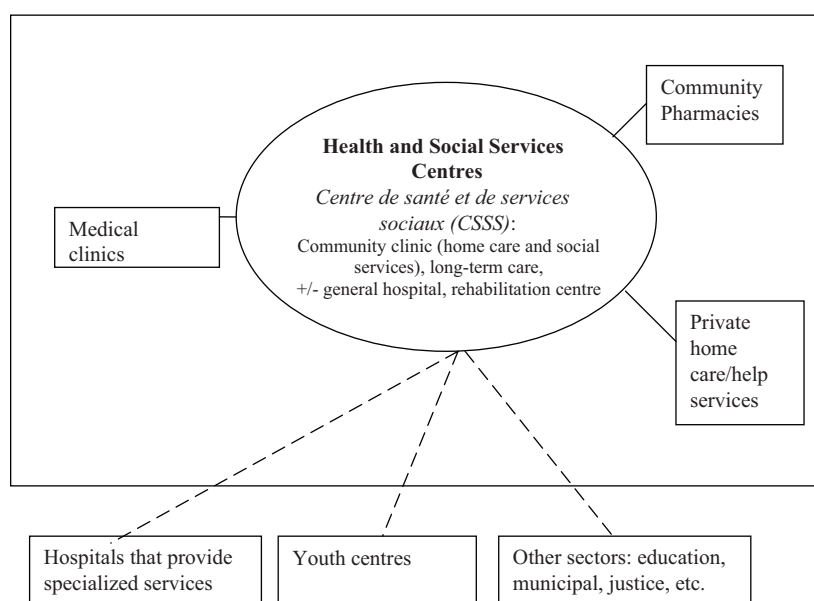 Community
Pharmacies
Health and Social Services
Centres
Centre de santé et de services
sociaux (CSSS):
Community clinic (home care and social
services), long-term care,
+/- general hospital, rehabilitation centre
Medical
clinics
Private
home
care/help
services
Hospitals that provide
specialized services
Youth centres
Other sectors: education,
municipal, justice, etc.